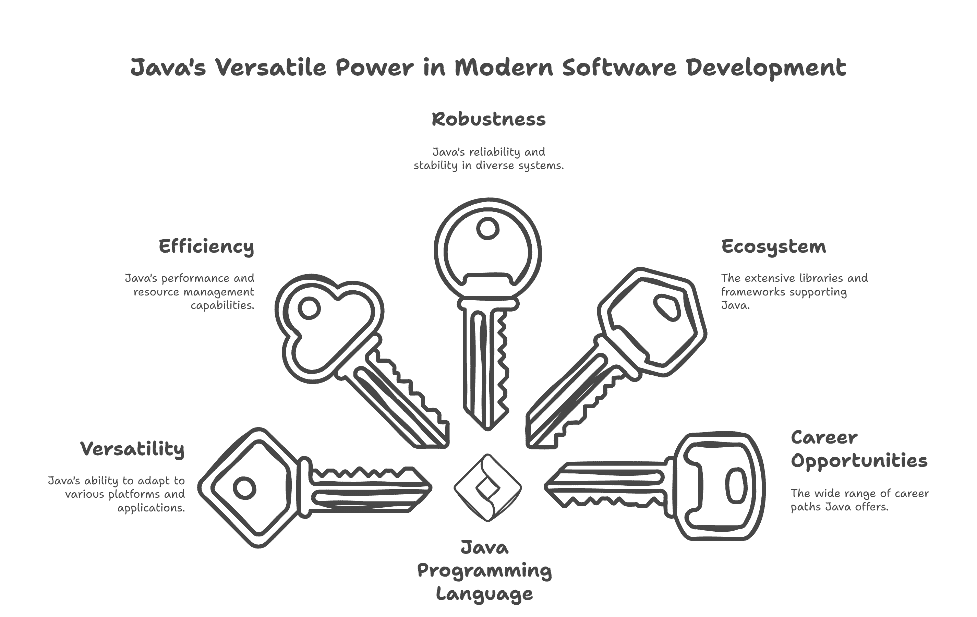 Java's Versatile Power in Modern Software Development
Robustness
Java's reliability and
stability in diverse systems.
Efficiency
Java's performance and
resource management
capabilities.
Ecosystem
The extensive libraries and
frameworks supporting
Java.
Versatility
Java's ability to adapt to
various platforms and
applications.
Career
Opportunities
The wide range of career
paths Java offers.
Java
Programming
Language